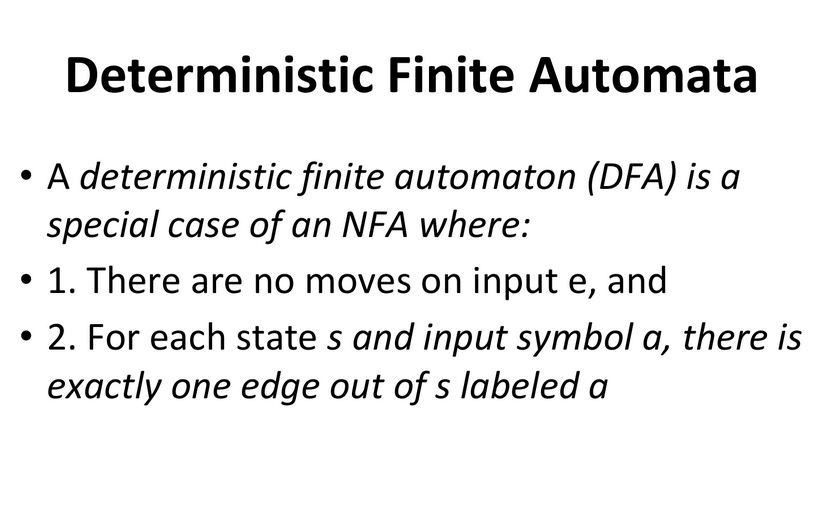 Deterministic Finite Automata
• A deterministic finite automaton (DFA) is a
special case of an NFA where:
• 1. There are no moves on input e, and
• 2. For each state s and input symbol a, there is
exactly one edge out of s labeled a